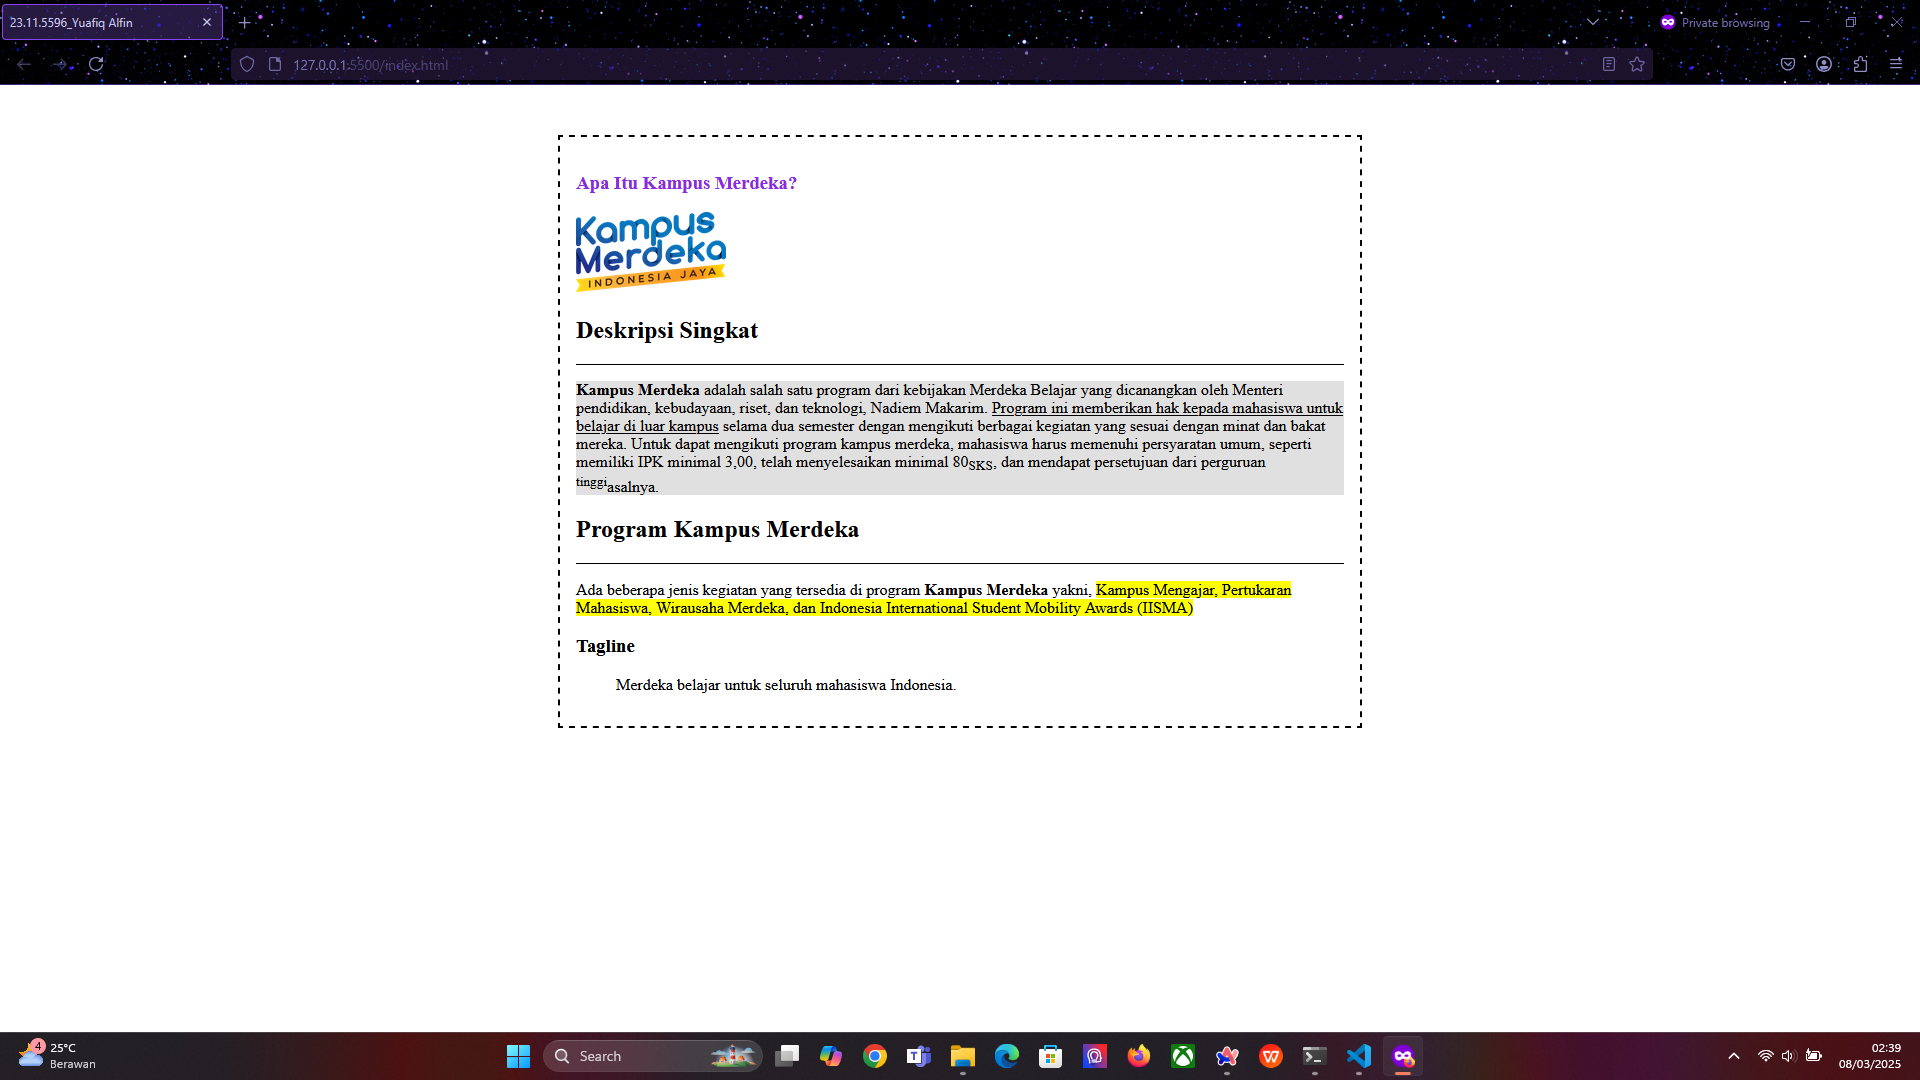 23.11.5596_Yuafiq Alfin
Private browsing
127.0.0.1:5500/index.html
Apa Itu Kampus Merdeka?
Kampus
Merdeka
INDONESIA JAYA
Deskripsi Singkat
Kampus Merdeka adalah salah satu program dari kebijakan Merdeka Belajar yang dicanangkan oleh Menteri
pendidikan, kebudayaan, riset, dan teknologi, Nadiem Makarim. Program ini memberikan hak kepada mahasiswa untuk
belajar di luar kampus selama dua semester dengan mengikuti berbagai kegiatan yang sesuai dengan minat dan bakat
mereka. Untuk dapat mengikuti program kampus merdeka, mahasiswa harus memenuhi persyaratan umum, seperti
memiliki IPK minimal 3,00, telah menyelesaikan minimal 80SKS, dan mendapat persetujuan dari perguruan
tinggiasalnya.
Program Kampus Merdeka
Ada beberapa jenis kegiatan yang tersedia di program Kampus Merdeka yakni, Kampus Mengajar, Pertukaran
Mahasiswa, Wirausaha Merdeka, dan Indonesia International Student Mobility Awards (IISMA)
Tagline
Merdeka belajar untuk seluruh mahasiswa Indonesia.
4
25°C
Berawan
Search
02:39
08/03/2025